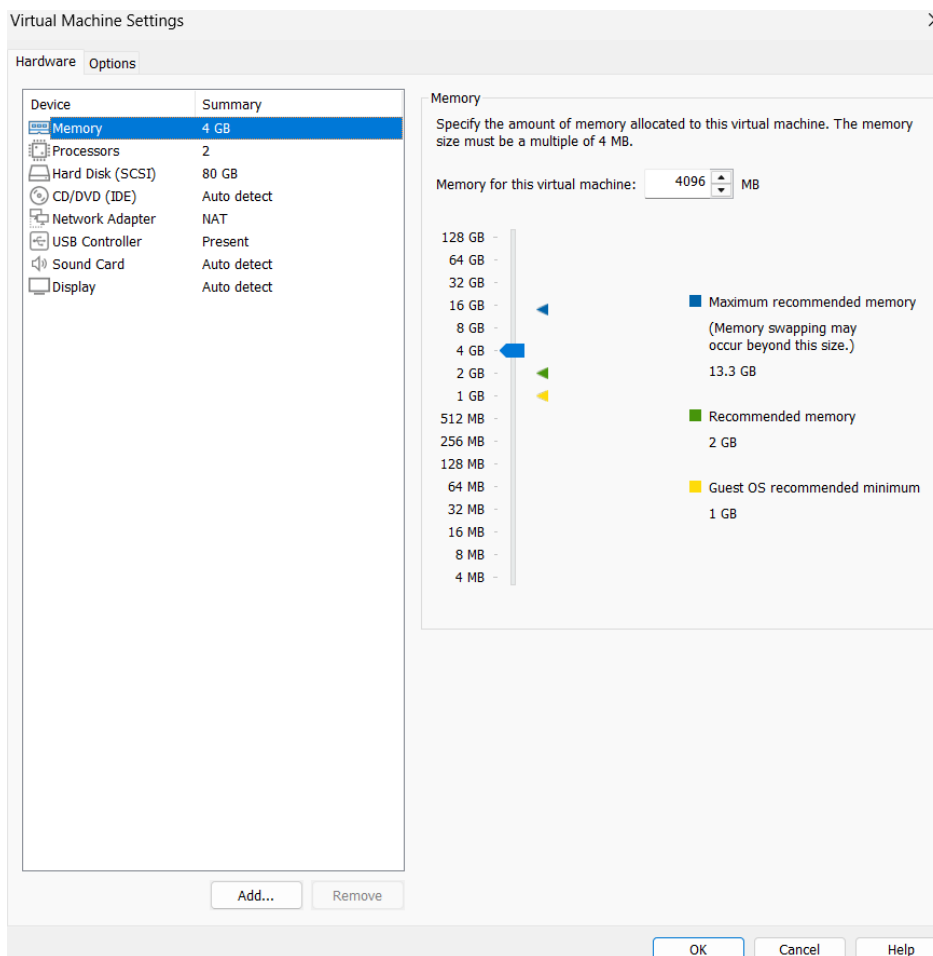 Virtual Machine Settings
Hardware
Options
Device Summary
Memory 4 GB
Processors 2
Hard Disk (SCSI) 80 GB
CD/DVD (IDE) Auto detect
Network Adapter NAT
USB Controller Present
Sound Card Auto detect
Display Auto detect
Add...
Remove
Memory
Specify the amount of memory allocated to this virtual machine. The memory
size must be a multiple of 4 MB.
Memory for this virtual machine: 4096 MB
128 GB
64 GB
32 GB
16 GB
8 GB
4 GB
2 GB
1 GB
512 MB
256 MB
128 MB
64 MB
32 MB
16 MB
8 MB
4 MB
Maximum recommended memory
(Memory swapping may
occur beyond this size.)
13.3 GB
Recommended memory
2 GB
Guest OS recommended minimum
1 GB
OK
Cancel
Help